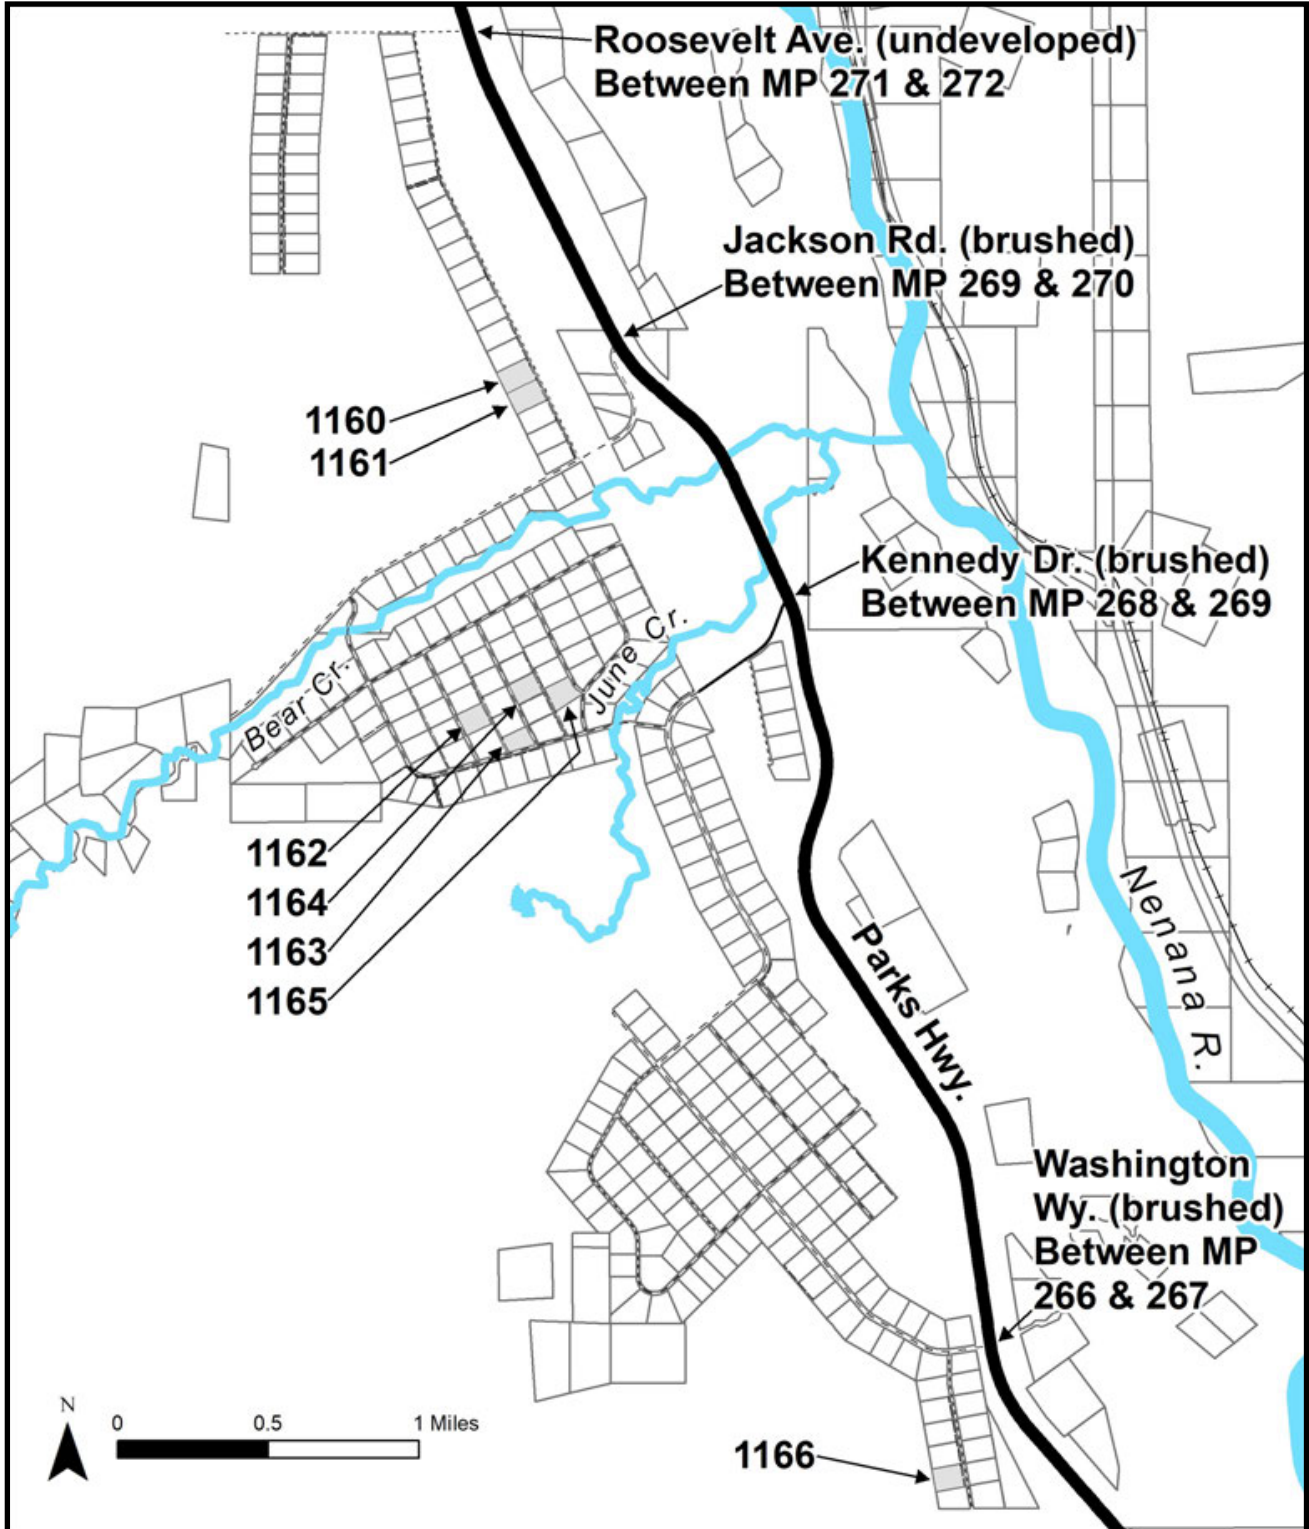 Roosevelt Ave. (undeveloped)
Between MP 271 & 272
Jackson Rd. (brushed)
Between MP 269 & 270
1160
1161
Kennedy Dr. (brushed)
Between MP 268 & 269
June Cr.
Bear Cr.
1162
1164
1163
1165
Nenana R.
Parks Hwy.
Washington
Wy. (brushed)
Between MP
266 & 267
N
0 0.5 1 Miles
1166